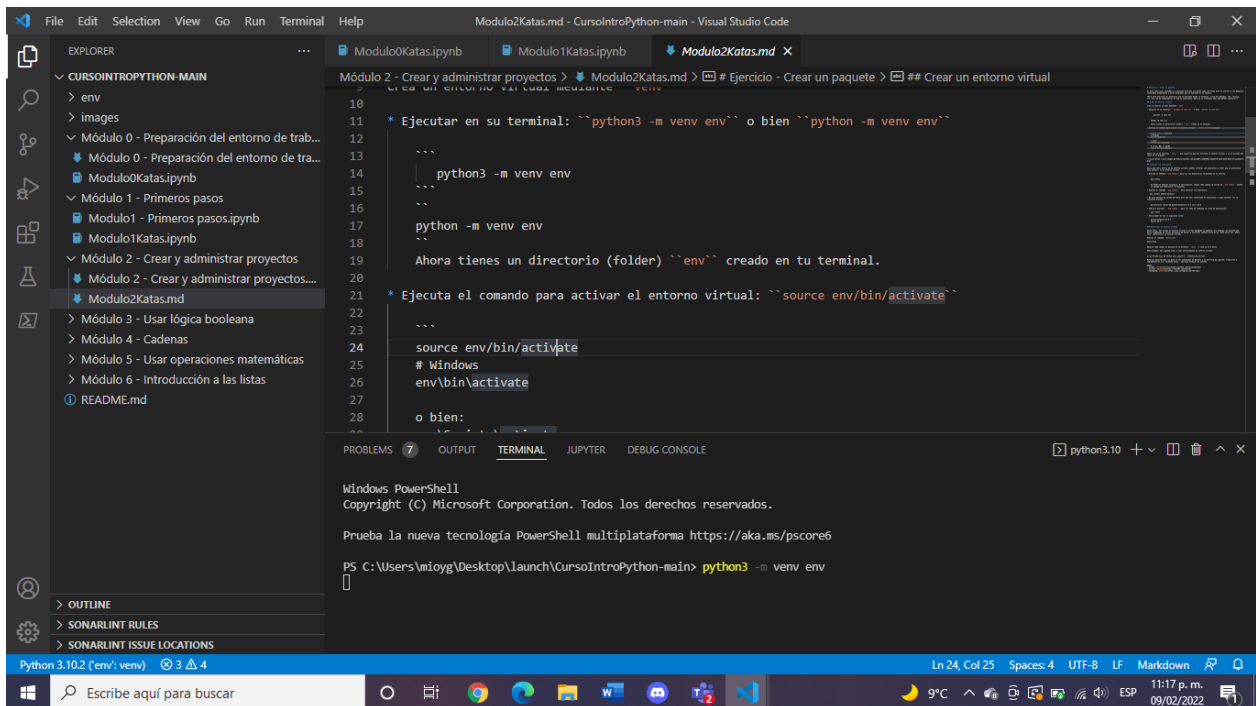 File Edit Selection View Go Run Terminal Help Modulo2Katas.md - CursoIntroPython-main - Visual Studio Code
EXPLORER
CURSOINTROPYTHON-MAIN
env
images
Módulo 0 - Preparación del entorno de trab...
Módulo 0 - Preparación del entorno de tra...
Modulo0Katas.ipynb
Módulo 1 - Primeros pasos
Modulo1 - Primeros pasos.ipynb
Modulo1Katas.ipynb
Módulo 2 - Crear y administrar proyectos
Módulo 2 - Crear y administrar proyectos....
Modulo2Katas.md
Módulo 3 - Usar lógica booleana
Módulo 4 - Cadenas
Módulo 5 - Usar operaciones matemáticas
Módulo 6 - Introducción a las listas
README.md
OUTLINE
SONARLINT RULES
SONARLINT ISSUE LOCATIONS
Modulo0Katas.ipynb Modulo1Katas.ipynb Modulo2Katas.md
Módulo 2 - Crear y administrar proyectos > Modulo2Katas.md > # Ejercicio - Crear un paquete > ## Crear un entorno virtual
9 Crea un entorno virtual mediante ``venv``
10
11 * Ejecutar en su terminal: ``python3 -m venv env`` o bien ``python -m venv env``
12
13 ```
14 python3 -m venv env
15 ```
16 ``
17 python -m venv env
18 ``
19 Ahora tienes un directorio (folder) ``env`` creado en tu terminal.
20
21 * Ejecuta el comando para activar el entorno virtual: ``source env/bin/activate``
22
23 ```
24 source env/bin/activate
25 # Windows
26 env\bin\activate
27
28 o bien:
PROBLEMS 7 OUTPUT TERMINAL JUPYTER DEBUG CONSOLE python3.10
Windows PowerShell
Copyright (C) Microsoft Corporation. Todos los derechos reservados.
Prueba la nueva tecnología PowerShell multiplataforma https://aka.ms/pscore6
PS C:\Users\mioyg\Desktop\launch\CursoIntroPython-main> python3 -m venv env
Python 3.10.2 ('env': venv) 3 4 Ln 24, Col 25 Spaces: 4 UTF-8 LF Markdown
Escribe aquí para buscar 2 9°C ESP 11:17 p. m.
09/02/2022 1